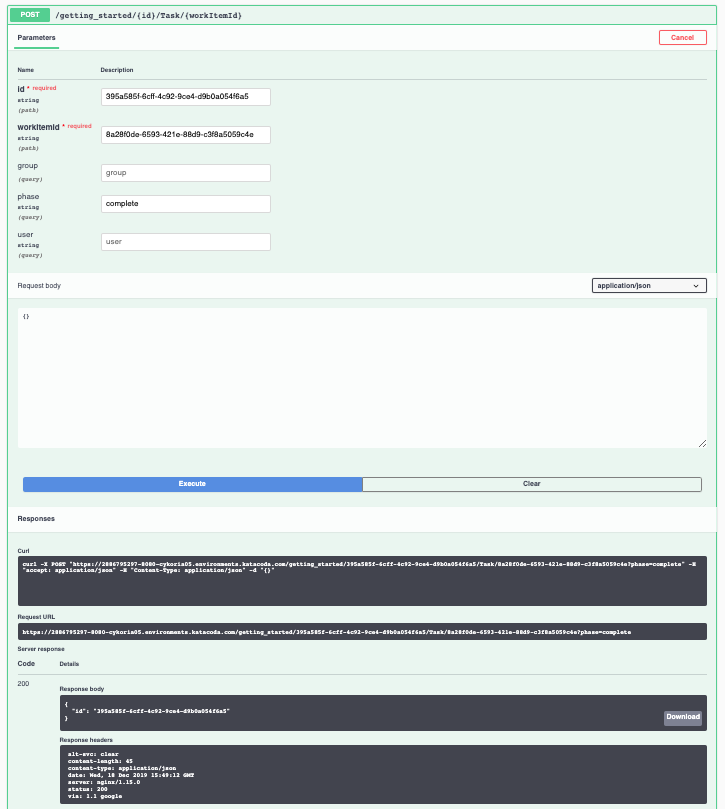 POST /getting_started/{id}/Task/{workItemId}
Parameters
Cancel
Name Description
id * required
string
(path)
395a585f-6cff-4c92-9ce4-d9b0a054f6a5
workItemId * required
string
(path)
8a28f0de-6593-421e-88d9-c3f8a5059c4e
group
(query)
group
phase
string
(query)
complete
user
string
(query)
user
Request body
application/json
{}
Execute
Clear
Responses
Curl
curl -X POST "https://2886795297-8080-cykoria05.environments.katacoda.com/getting_started/395a585f-6cff-4c92-9ce4-d9b0a054f6a5/Task/8a28f0de-6593-421e-88d9-c3f8a5059c4e?phase=complete" -H
"accept: application/json" -H "Content-Type: application/json" -d "{}"
Request URL
https://2886795297-8080-cykoria05.environments.katacoda.com/getting_started/395a585f-6cff-4c92-9ce4-d9b0a054f6a5/Task/8a28f0de-6593-421e-88d9-c3f8a5059c4e?phase=complete
Server response
Code Details
200
Response body
{
"id": "395a585f-6cff-4c92-9ce4-d9b0a054f6a5"
}
Download
Response headers
alt-svc: clear
content-length: 45
content-type: application/json
date: Wed, 18 Dec 2019 15:49:12 GMT
server: nginx/1.15.0
status: 200
via: 1.1 google